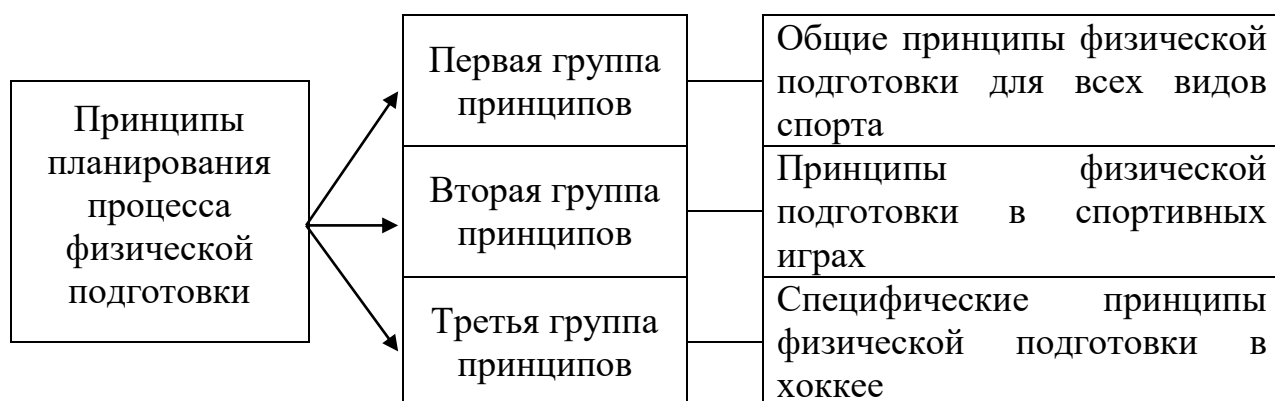 Принципы
планирования
процесса
физической
подготовки
Первая группа
принципов
Общие принципы физической
подготовки для всех видов
спорта
Вторая группа
принципов
Принципы физической
подготовки в спортивных
играх
Третья группа
принципов
Специфические принципы
физической подготовки в
хоккее